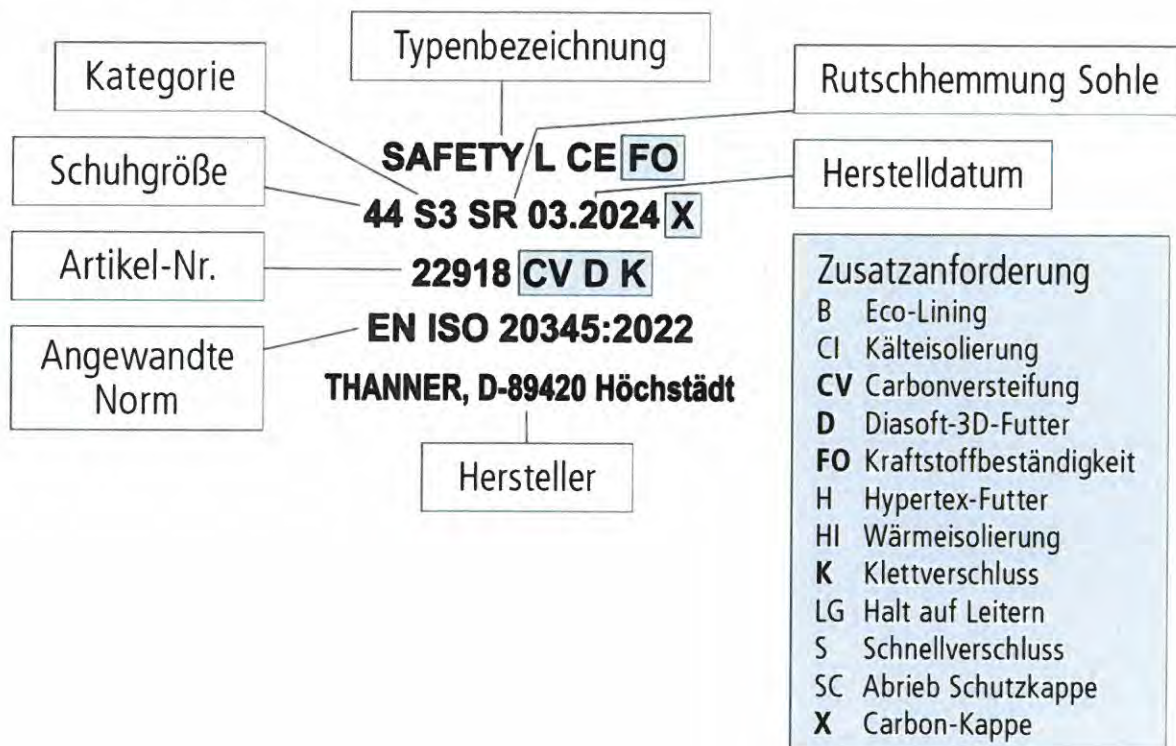 Typenbezeichnung
Kategorie
Rutschhemmung Sohle
Schuhgröße
SAFETY L CE FO
Herstelldatum
44 S3 SR 03.2024 X
Artikel-Nr.
22918 CV D K
Angewandte
Norm
EN ISO 20345:2022
THANNER, D-89420 Höchstädt
Hersteller
Zusatzanforderung
B Eco-Lining
CI Kälteisolierung
CV Carbonversteifung
D Diasoft-3D-Futter
FO Kraftstoffbeständigkeit
H Hypertex-Futter
HI Wärmeisolierung
K Klettverschluss
LG Halt auf Leitern
S Schnellverschluss
SC Abrieb Schutzkappe
X Carbon-Kappe